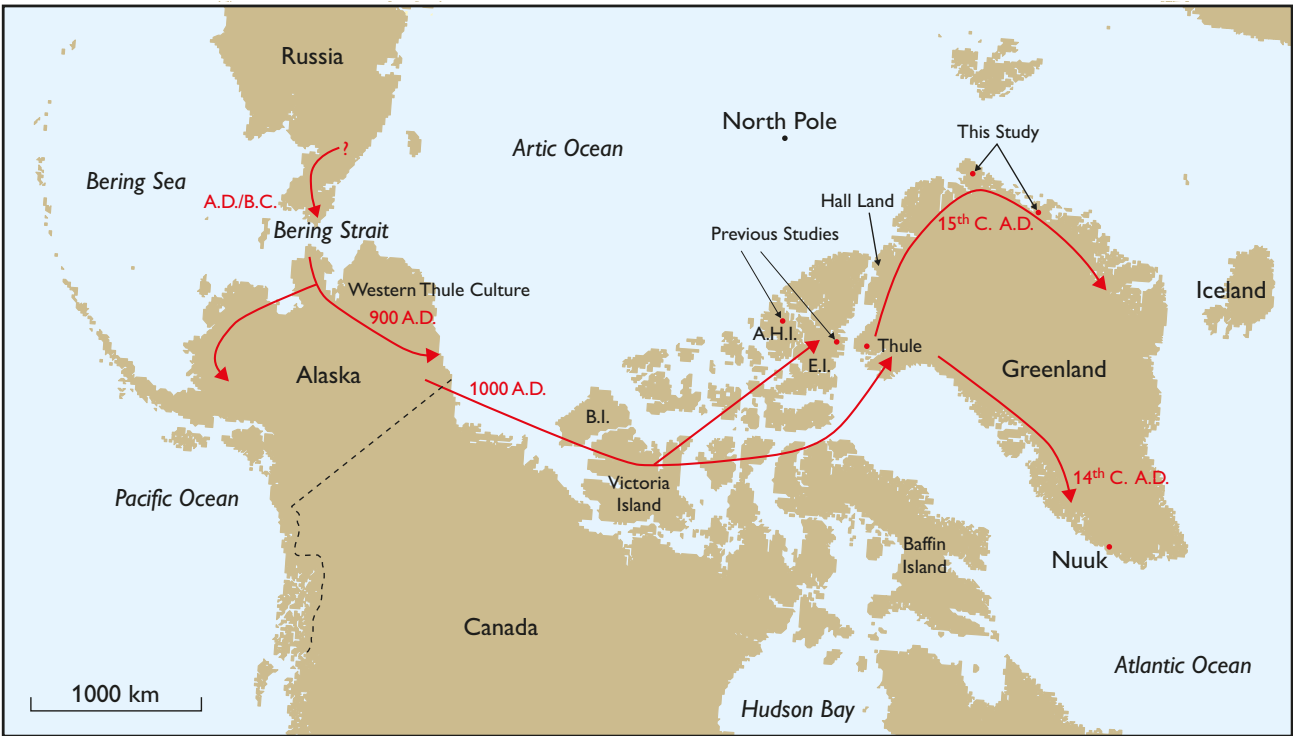 Russia
North Pole
This Study
Artic Ocean
?
Bering Sea
A.D./B.C.
Hall Land
Bering Strait
15th C. A.D.
Previous Studies
Western Thule Culture
Iceland
900 A.D.
A.H.I.
Thule
E.I.
Greenland
Alaska
1000 A.D.
B.I.
Victoria
Island
14th C. A.D.
Pacific Ocean
Baffin
Island
Nuuk
Canada
Atlantic Ocean
1000 km
Hudson Bay